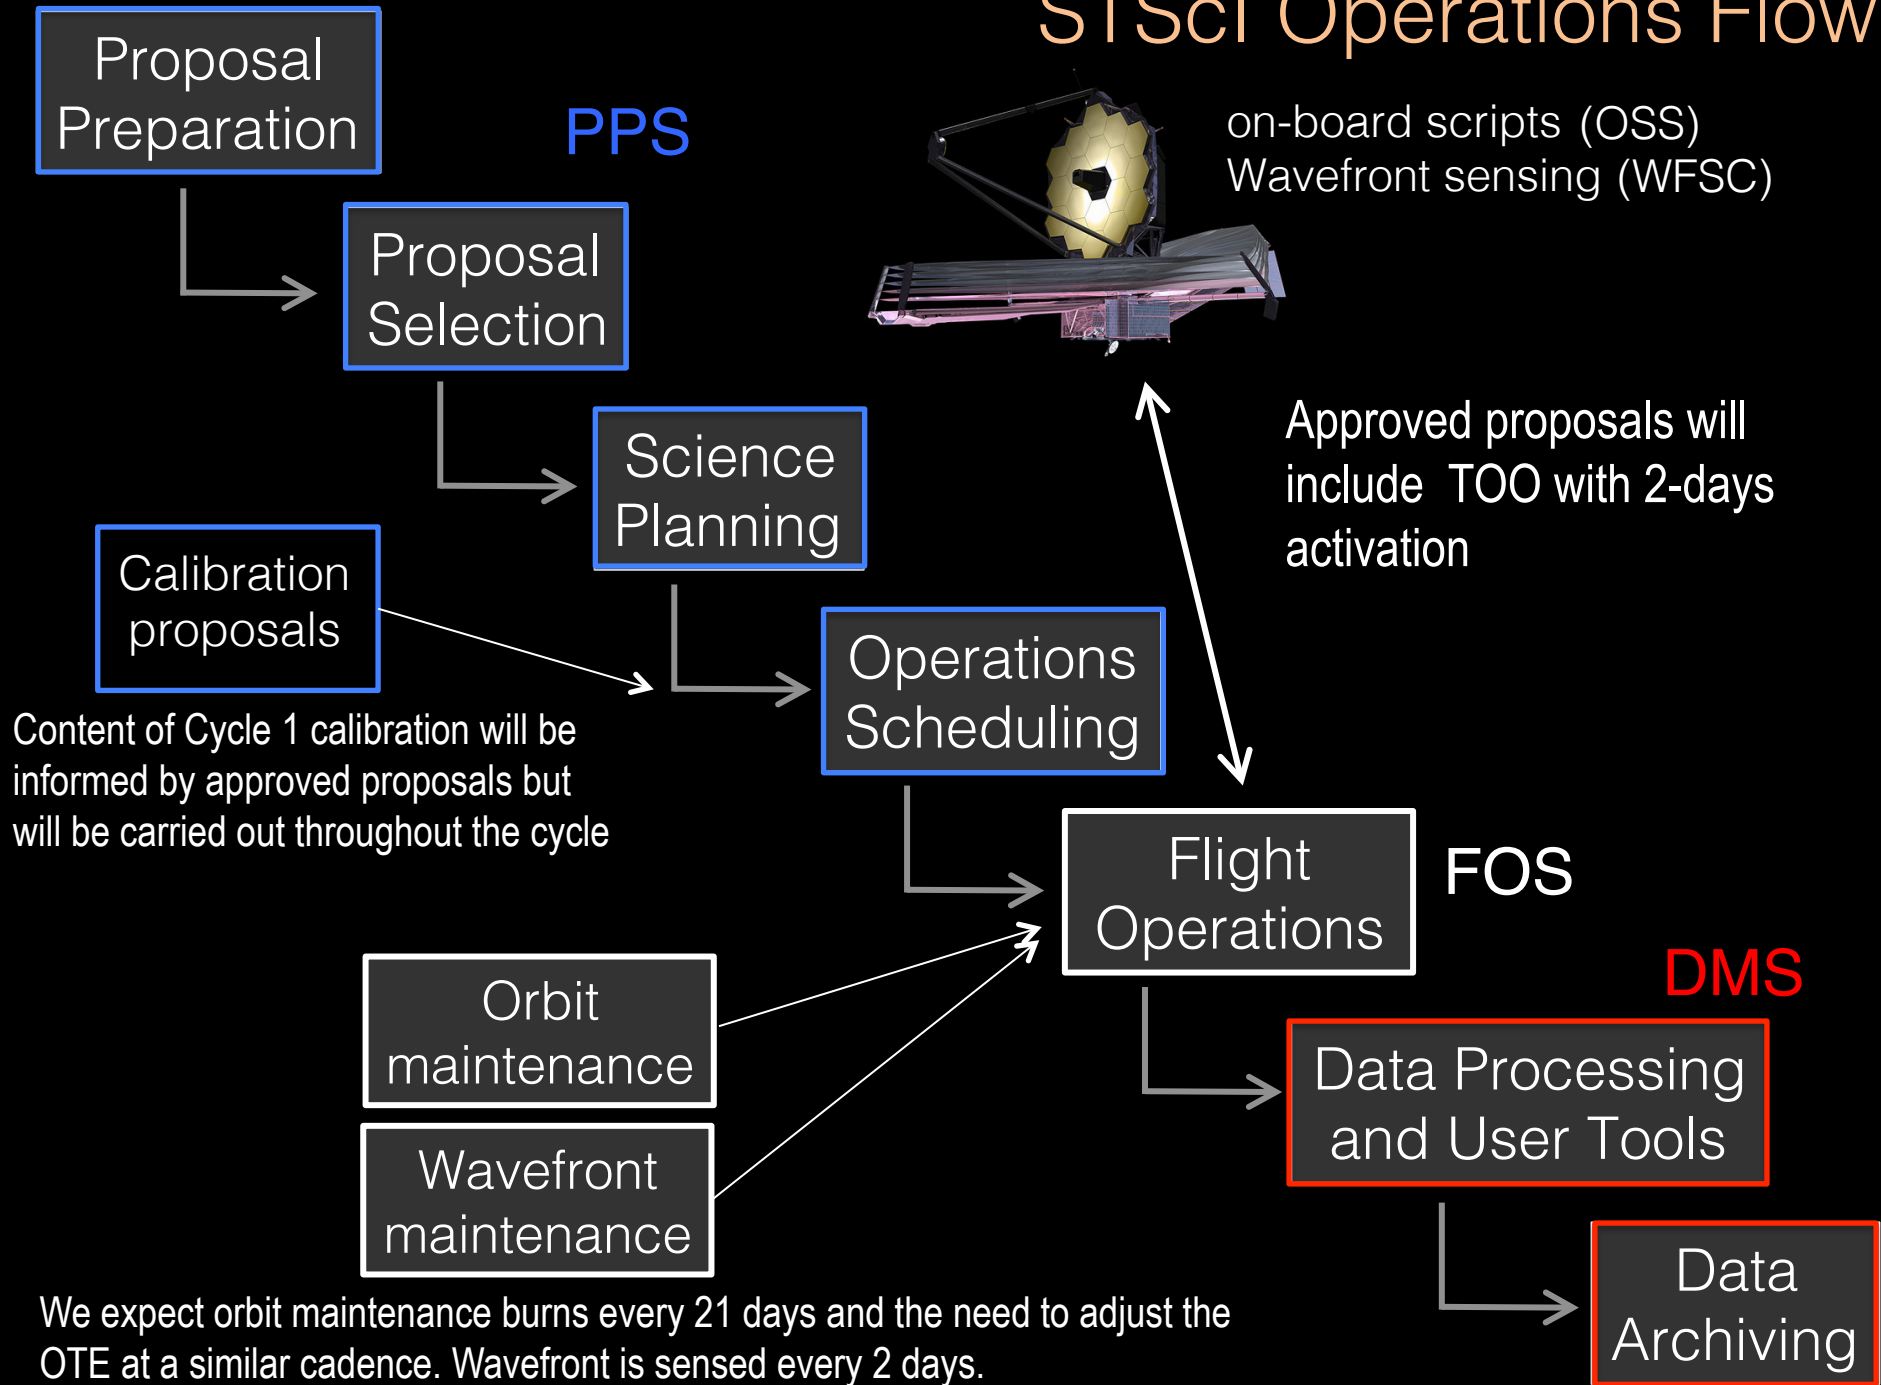 STScI Operations Flow
Proposal
Preparation
PPS
on-board scripts (OSS)
Wavefront sensing (WFSC)
Proposal
Selection
Science
Planning
Approved proposals will
include TOO with 2-days
activation
Calibration
proposals
Content of Cycle 1 calibration will be
informed by approved proposals but
will be carried out throughout the cycle
Operations
Scheduling
Flight
Operations
FOS
Orbit
maintenance
Wavefront
maintenance
DMS
Data Processing
and User Tools
Data
Archiving
We expect orbit maintenance burns every 21 days and the need to adjust the
OTE at a similar cadence. Wavefront is sensed every 2 days.